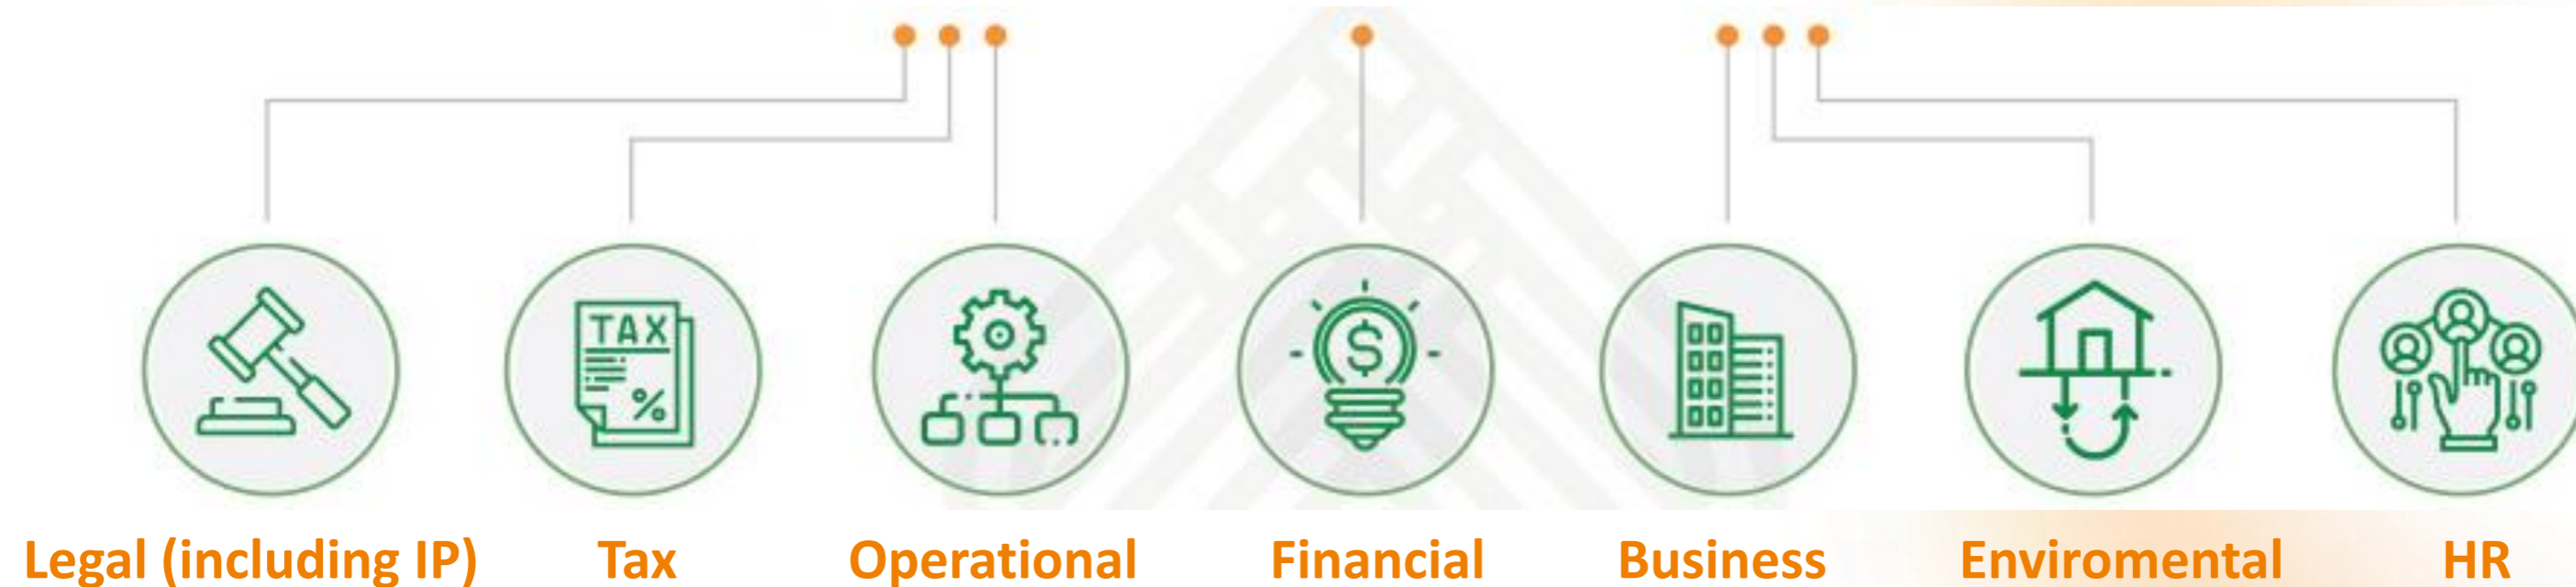 TAX
%
$
Legal (including IP)
Tax
Operational
Financial
Business
Enviromental
HR